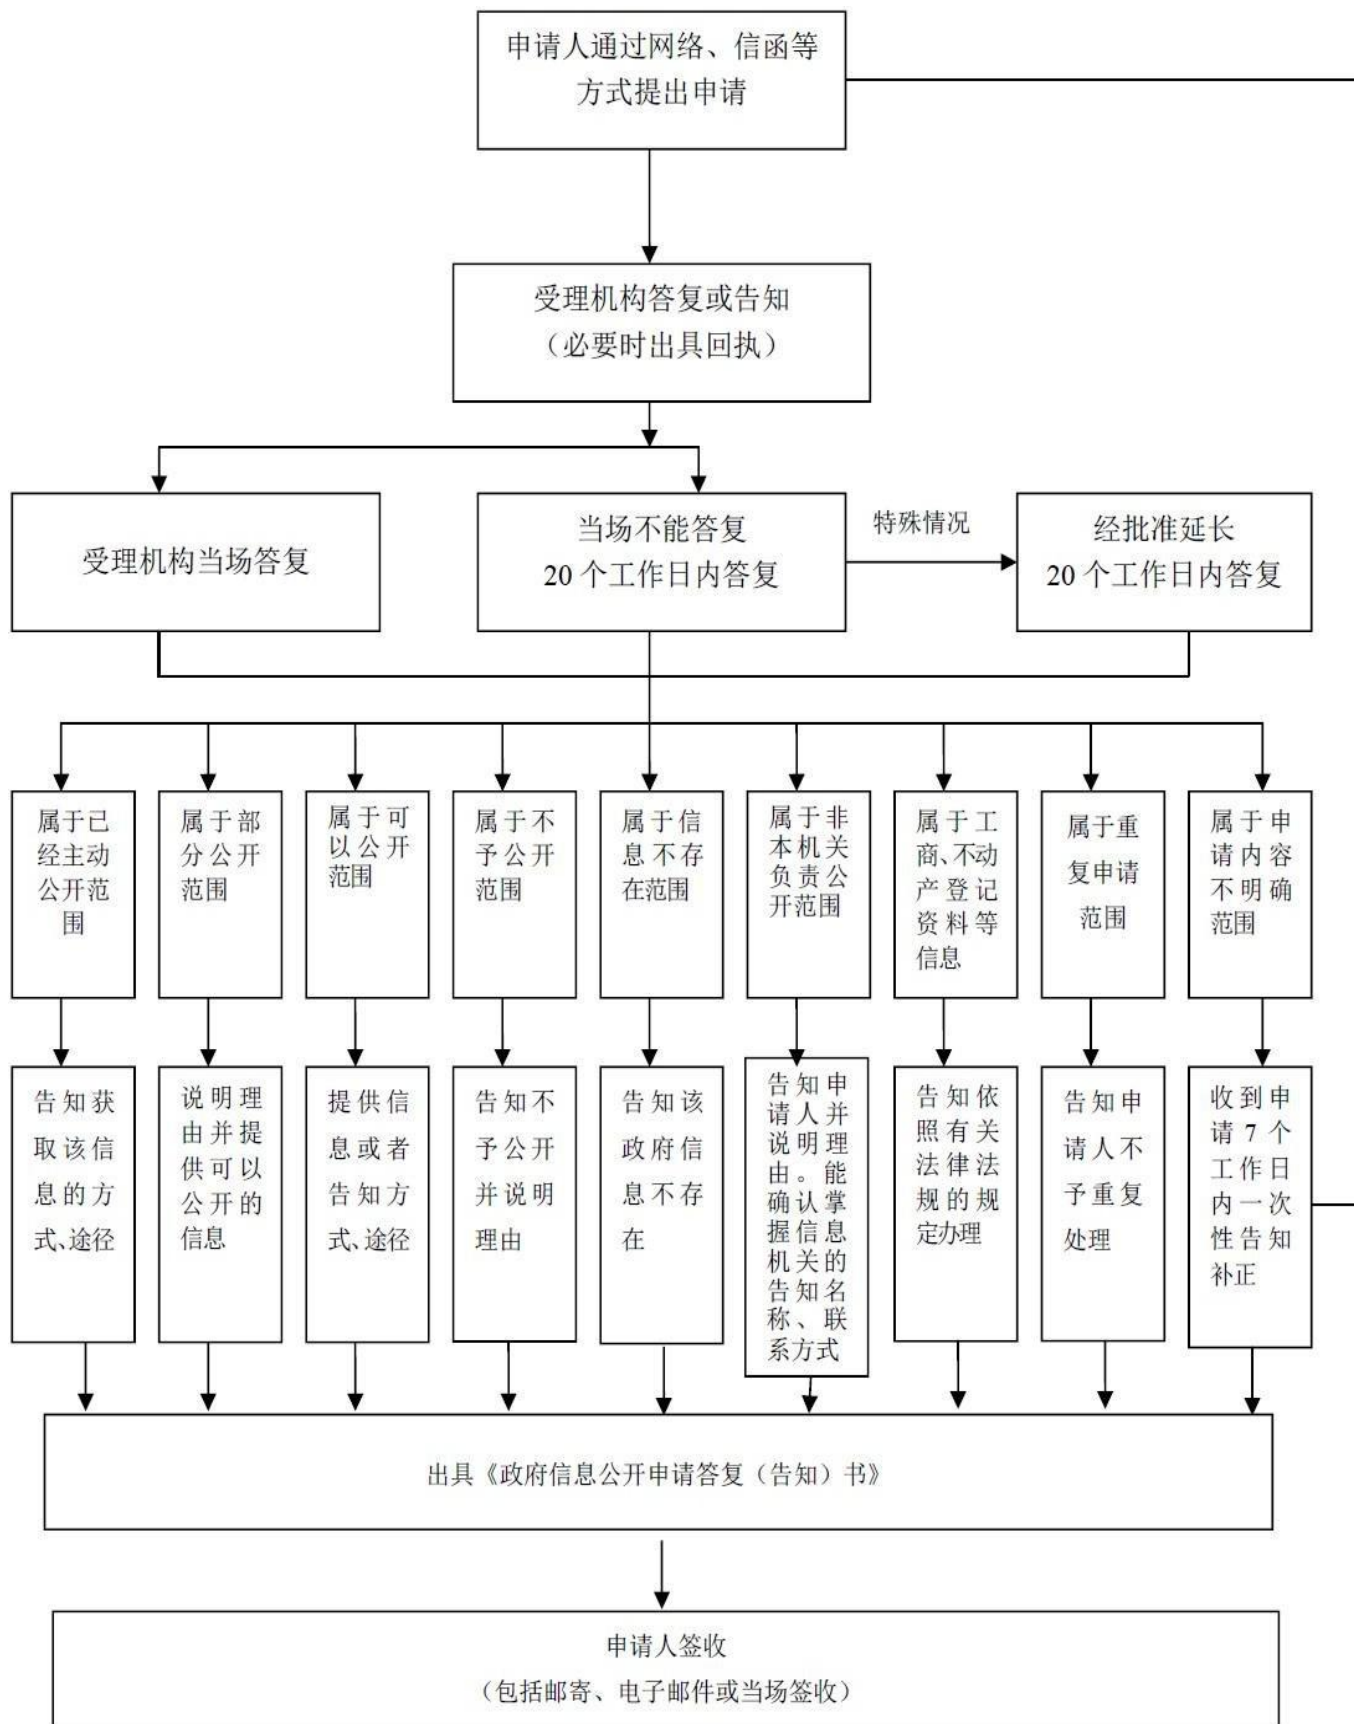 申请人通过网络、信函等
方式提出申请
受理机构答复或告知
（必要时出具回执）
受理机构当场答复
当场不能答复
20 个工作日内答复
特殊情况
经批准延长
20 个工作日内答复
属于已
经主动
公开范
围
属于部
分公开
范围
属于可
以公开
范围
属于不
予公开
范围
属于信
息不存
在范围
属于非
本机关
负责公
开范围
属于工
商、不动
产登记
资料等
信息
属于重
复申请
范围
属于申
请内容
不明确
范围
告知获
取该信
息的方
式、途径
说明理
由并提
供可以
公开的
信息
提供信
息或者
告知方
式、途径
告知不
予公开
并说明
理由
告知该
政府信
息不存
在
告知申
请人并
说明理
由。能
确认掌
握信息
机关的
告知名
称、联
系方式
告知依
照有关
法律法
规的规
定办理
告知申
请人不
予重复
处理
收到申
请 7 个
工作日
内一次
性告知
补正
出具《政府信息公开申请答复（告知）书》
申请人签收
（包括邮寄、电子邮件或当场签收）